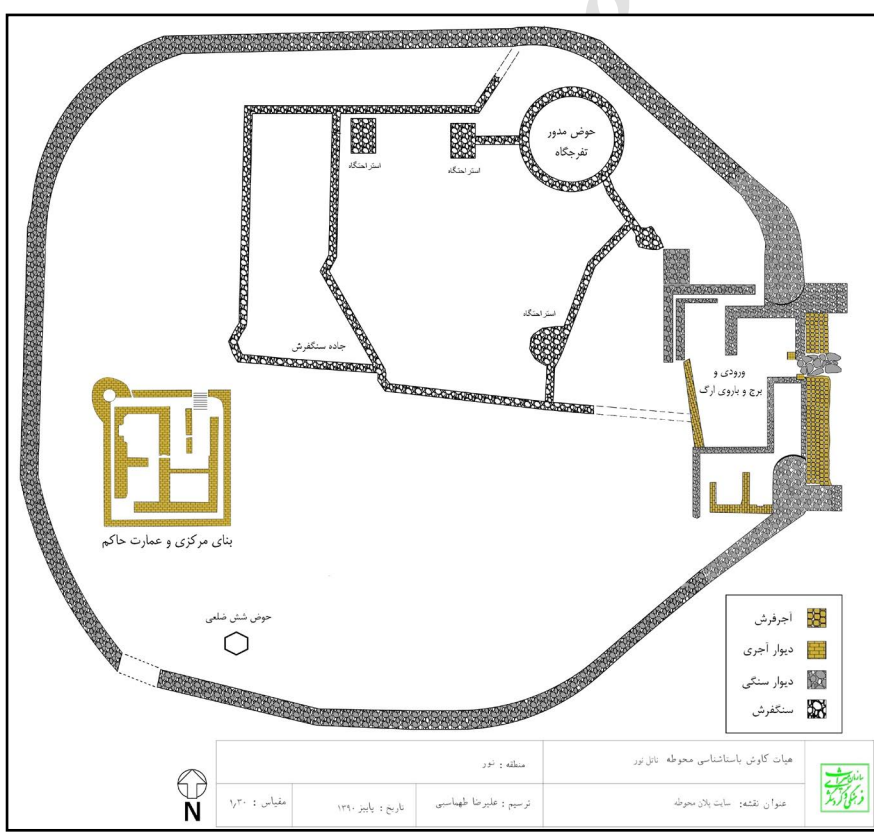 حوض مدور
تفرجگاه
استراحتگاه
استراحتگاه
استراحتگاه
جاده سنگفرش
ورودی و
برج و باروی ارگ
بنای مرکزی و عمارت حاکم
حوض شش ضلعی
آجرفرش
دیوار آجری
دیوار سنگی
سنگفرش
هیات کاوش باستاشناسی محوطه ناتل نور
منطقه : نور
عنوان نقشه: سایت پلان محوطه
ترسیم : علیرضا طهماسبی
تاریخ : پاییز ۱۳۹۰
مقیاس : ۱٫۳۰
N